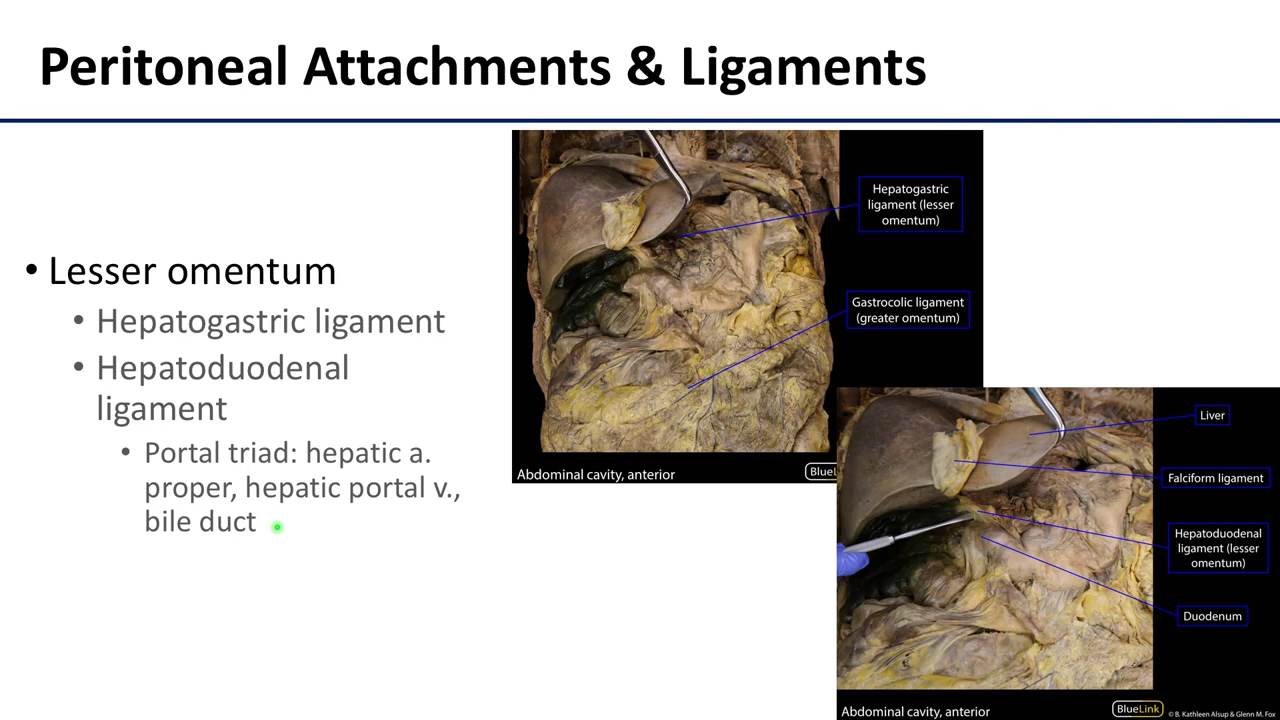 Peritoneal Attachments & Ligaments
• Lesser omentum
• Hepatogastric ligament
• Hepatoduodenal
ligament
• Portal triad: hepatic a.
proper, hepatic portal v.,
bile duct
Hepatogastric
ligament (lesser
omentum)
Gastrocolic ligament
(greater omentum)
Abdominal cavity, anterior
BlueL
Liver
Falciform ligament
Hepatoduodenal
ligament (lesser
omentum)
Duodenum
Abdominal cavity, anterior
BlueLink
© B. Kathleen Alsup & Glenn M. Fox